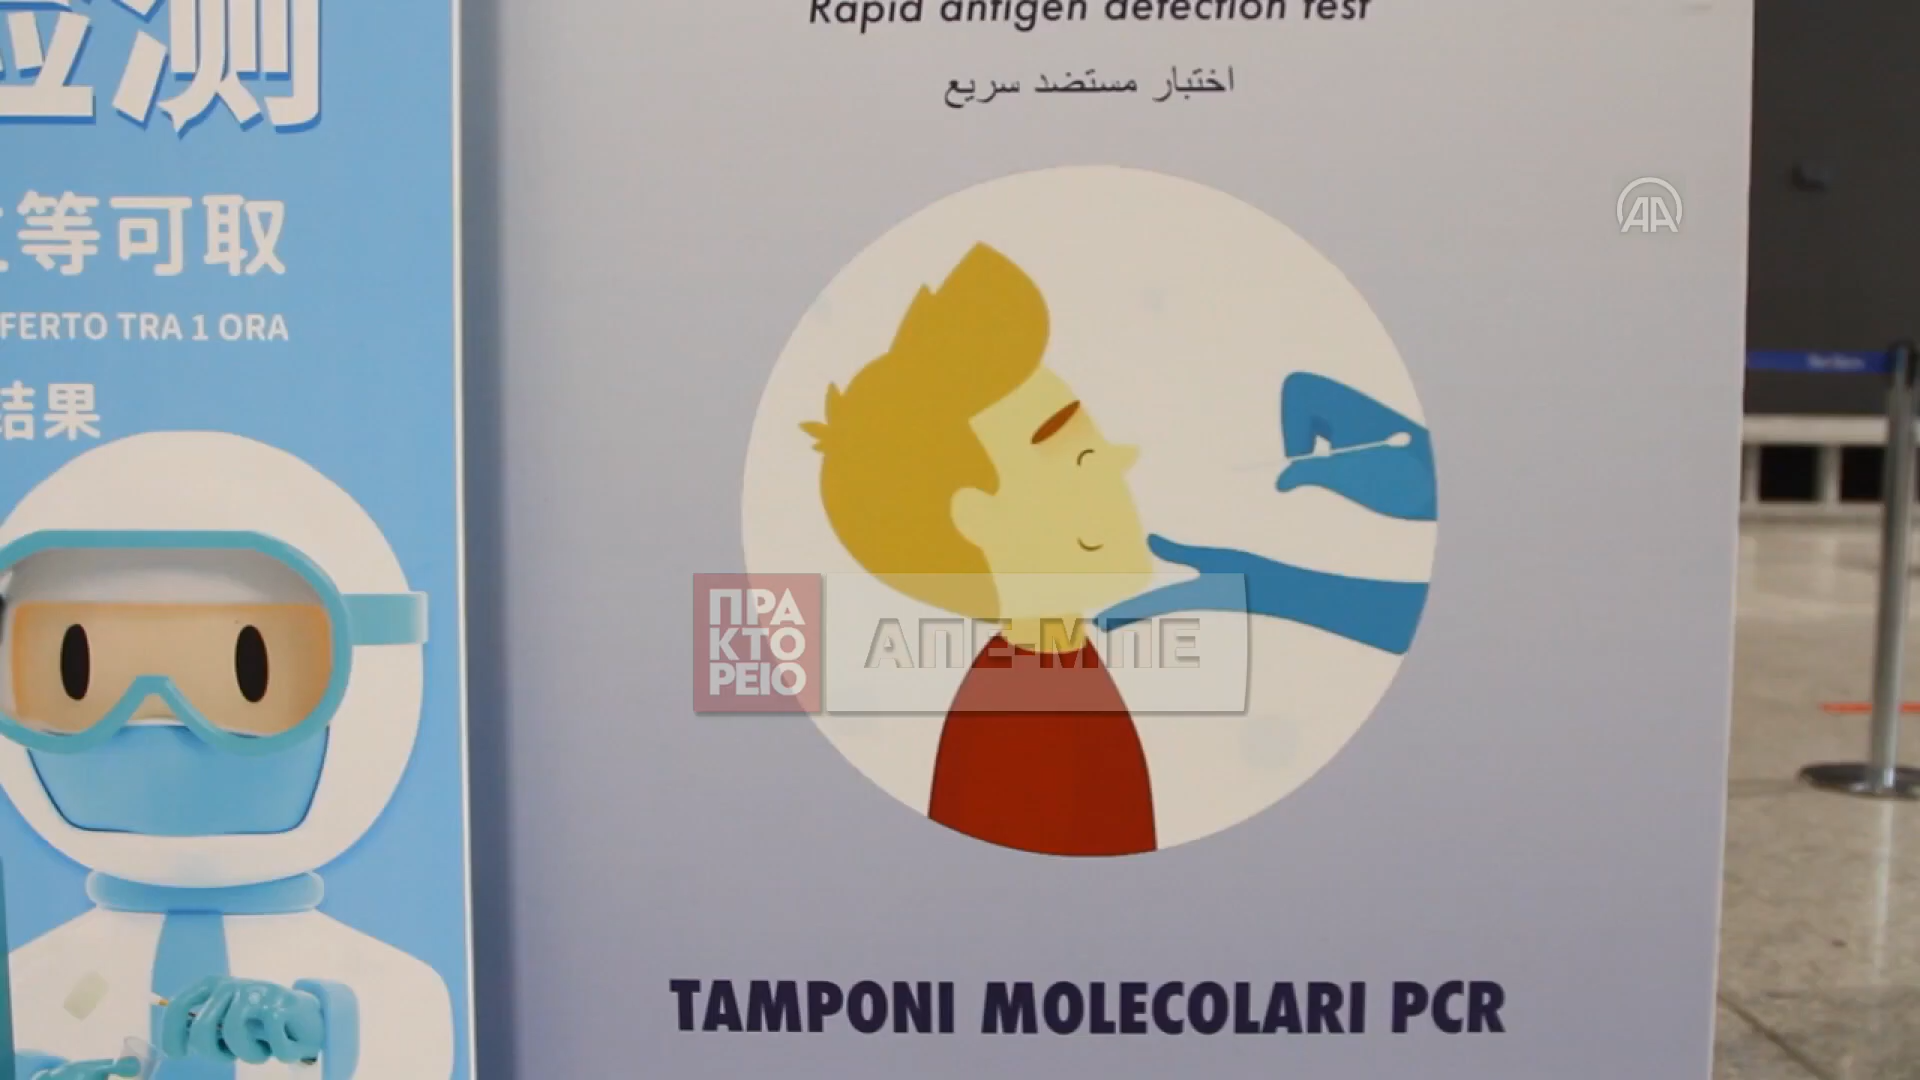 检测
等可取
FERTO TRA 1 ORA
结果
Rapid antigen detection test
اختبار مستضد سريع
AA
ΠΡΑ
ΚΤΟ
ΡΕΙΟ
ΑΠΕ-ΜΠΕ
TAMPONI MOLECOLARI PCR